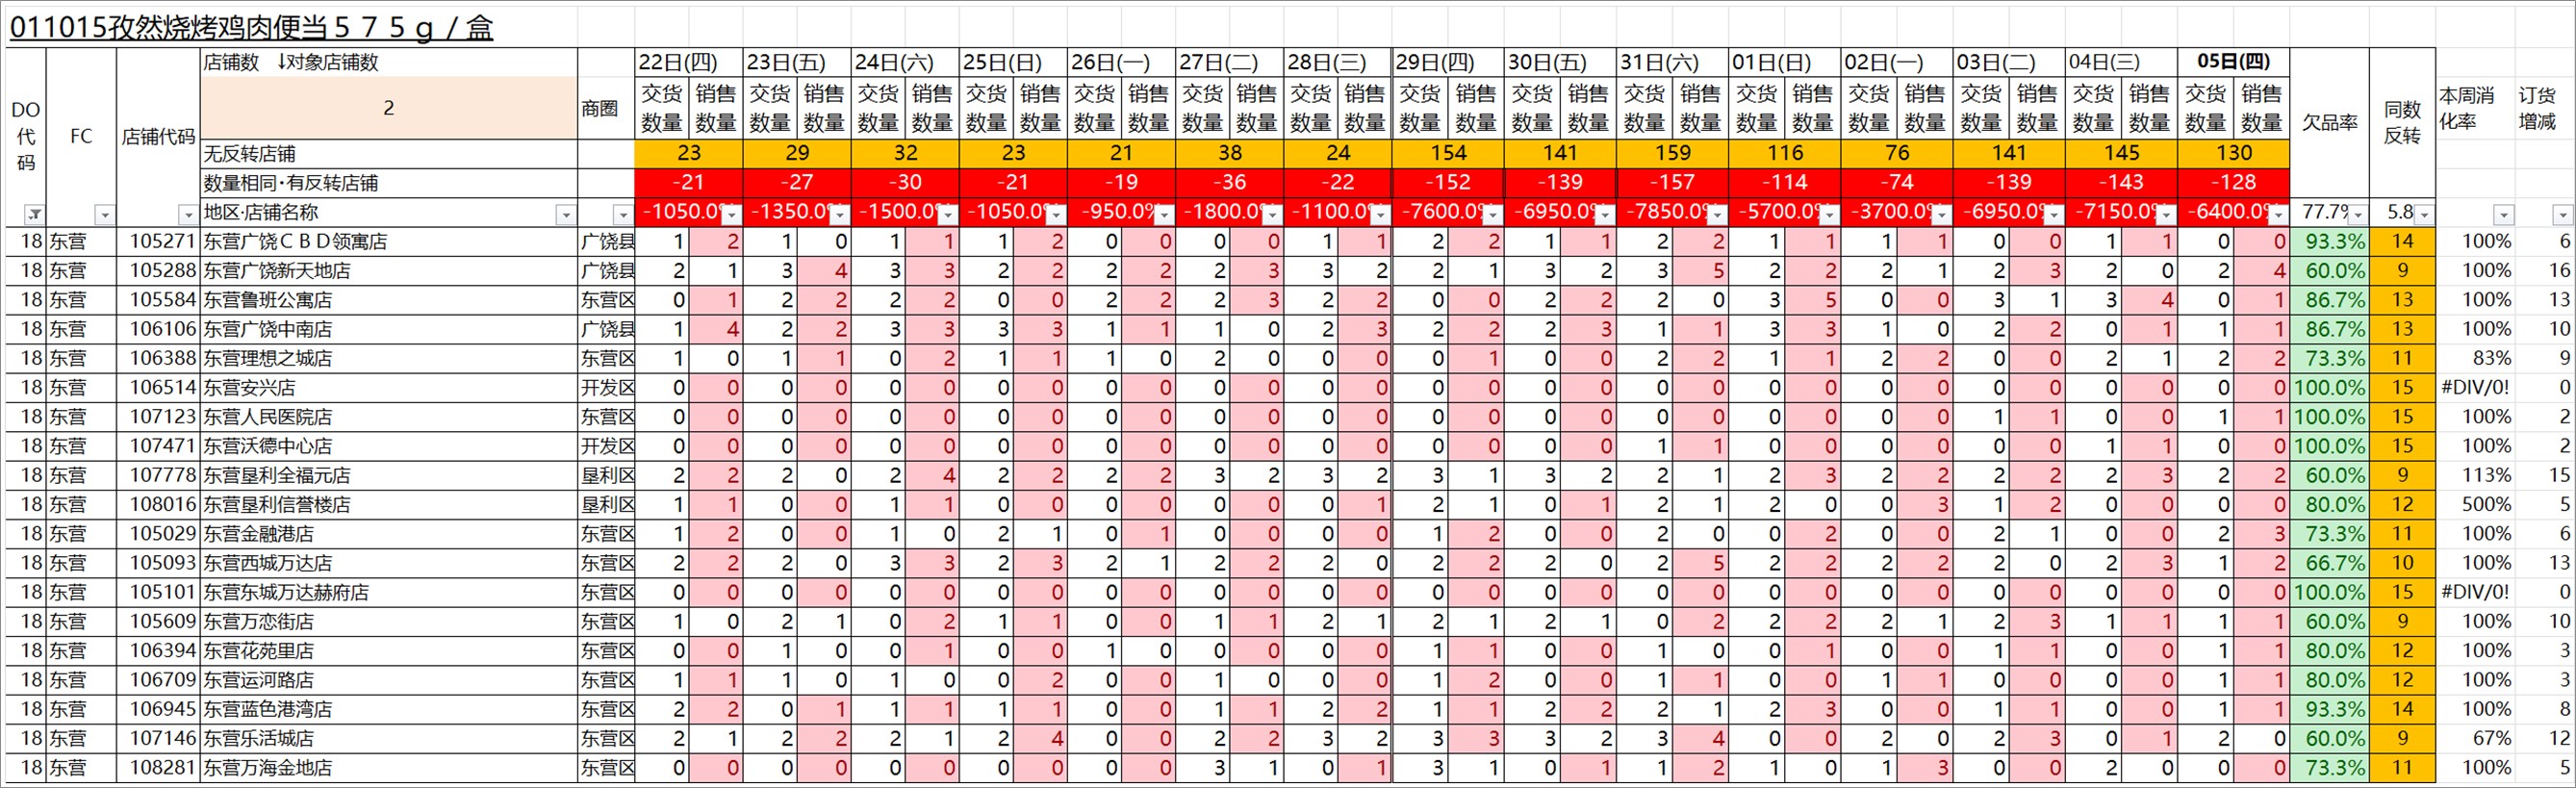 011015孜然烧烤鸡肉便当５７５ｇ／盒
DO代码 FC 店铺代码 店铺数 ↓对象店铺数 商圈 22日(四) 23日(五) 24日(六) 25日(日) 26日(一) 27日(二) 28日(三) 29日(四) 30日(五) 31日(六) 01日(日) 02日(一) 03日(二) 04日(三) 05日(四) 欠品率 同数反转 本周消化率 订货增减
2 交货数量 销售数量 交货数量 销售数量 交货数量 销售数量 交货数量 销售数量 交货数量 销售数量 交货数量 销售数量 交货数量 销售数量 交货数量 销售数量 交货数量 销售数量 交货数量 销售数量 交货数量 销售数量 交货数量 销售数量 交货数量 销售数量 交货数量 销售数量 交货数量 销售数量
无反转店铺 23 29 32 23 21 38 24 154 141 159 116 76 141 145 130
数量相同·有反转店铺 -21 -27 -30 -21 -19 -36 -22 -152 -139 -157 -114 -74 -139 -143 -128
地区·店铺名称 -1050.0% -1350.0% -1500.0% -1050.0% -950.0% -1800.0% -1100.0% -7600.0% -6950.0% -7850.0% -5700.0% -3700.0% -6950.0% -7150.0% -6400.0% 77.7% 5.8
18 东营 105271 东营广饶ＣＢＤ领寓店 广饶县 1 2 1 0 1 1 1 2 0 0 0 0 1 1 2 2 1 1 2 2 1 1 1 1 0 0 1 1 0 0 93.3% 14 100% 6
18 东营 105288 东营广饶新天地店 广饶县 2 1 3 4 3 3 2 2 2 2 2 3 3 2 2 1 3 2 3 5 2 2 2 1 2 3 2 0 2 4 60.0% 9 100% 16
18 东营 105584 东营鲁班公寓店 东营区 0 1 2 2 2 2 0 0 2 2 2 3 2 2 0 0 2 2 2 0 3 5 0 0 3 1 3 4 0 1 86.7% 13 100% 13
18 东营 106106 东营广饶中南店 广饶县 1 4 2 2 3 3 3 3 1 1 1 0 2 3 2 2 2 3 1 1 3 3 1 0 2 2 0 1 1 1 86.7% 13 100% 10
18 东营 106388 东营理想之城店 东营区 1 0 1 1 0 2 1 1 1 0 2 0 0 0 0 1 0 0 2 2 1 1 2 2 0 0 2 1 2 2 73.3% 11 83% 9
18 东营 106514 东营安兴店 开发区 0 0 0 0 0 0 0 0 0 0 0 0 0 0 0 0 0 0 0 0 0 0 0 0 0 0 0 0 0 0 100.0% 15 #DIV/0! 0
18 东营 107123 东营人民医院店 东营区 0 0 0 0 0 0 0 0 0 0 0 0 0 0 0 0 0 0 0 0 0 0 0 0 1 1 0 0 1 1 100.0% 15 100% 2
18 东营 107471 东营沃德中心店 开发区 0 0 0 0 0 0 0 0 0 0 0 0 0 0 0 0 0 0 1 1 0 0 0 0 0 0 1 1 0 0 100.0% 15 100% 2
18 东营 107778 东营垦利全福元店 垦利区 2 2 2 0 2 4 2 2 2 2 3 2 3 2 3 1 3 2 2 1 2 3 2 2 2 2 2 3 2 2 60.0% 9 113% 15
18 东营 108016 东营垦利信誉楼店 垦利区 1 1 0 0 1 1 0 0 0 0 0 0 0 1 2 1 0 1 2 1 2 0 0 3 1 2 0 0 0 0 80.0% 12 500% 5
18 东营 105029 东营金融港店 东营区 1 2 0 0 1 0 2 1 0 1 0 0 0 0 1 2 0 0 2 0 0 2 0 0 2 1 0 0 2 3 73.3% 11 100% 6
18 东营 105093 东营西城万达店 东营区 2 2 2 0 3 3 2 3 2 1 2 2 2 0 2 2 2 0 2 5 2 2 2 2 2 0 2 3 1 2 66.7% 10 100% 13
18 东营 105101 东营东城万达赫府店 东营区 0 0 0 0 0 0 0 0 0 0 0 0 0 0 0 0 0 0 0 0 0 0 0 0 0 0 0 0 0 0 100.0% 15 #DIV/0! 0
18 东营 105609 东营万恋街店 东营区 1 0 2 1 0 2 1 1 0 0 1 1 2 1 2 1 2 1 0 2 2 2 2 1 2 3 1 1 1 1 60.0% 9 100% 10
18 东营 106394 东营花苑里店 东营区 0 0 1 0 0 1 0 0 1 0 0 0 0 0 1 1 0 0 1 0 0 1 0 0 1 1 0 0 1 1 80.0% 12 100% 3
18 东营 106709 东营运河路店 东营区 1 1 1 0 1 0 0 2 0 0 1 0 0 0 1 2 0 0 1 1 0 0 1 1 0 0 0 0 1 1 80.0% 12 100% 3
18 东营 106945 东营蓝色港湾店 东营区 2 2 0 1 1 1 1 1 0 0 1 1 2 2 1 1 2 2 2 1 2 3 0 0 1 1 0 0 1 1 93.3% 14 100% 8
18 东营 107146 东营乐活城店 东营区 2 1 2 2 2 1 2 4 0 0 2 2 3 2 3 3 3 2 3 4 0 0 2 0 2 3 0 1 2 0 60.0% 9 67% 12
18 东营 108281 东营万海金地店 东营区 0 0 0 0 0 0 0 0 0 0 3 1 0 1 3 1 0 1 1 2 1 0 1 3 0 0 2 0 0 0 73.3% 11 100% 5